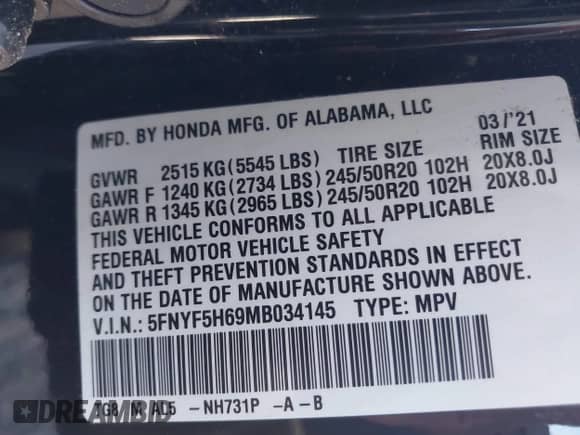 MFD. BY HONDA MFG. OF ALABAMA, LLC 03/'21
GVWR 2515 KG (5545 LBS) TIRE SIZE RIM SIZE
GAWR F 1240 KG (2734 LBS) 245/50R20 102H 20X8.0J
GAWR R 1345 KG (2965 LBS) 245/50R20 102H 20X8.0J
THIS VEHICLE CONFORMS TO ALL APPLICABLE
FEDERAL MOTOR VEHICLE SAFETY
AND THEFT PREVENTION STANDARDS IN EFFECT
ON THE DATE OF MANUFACTURE SHOWN ABOVE.
V.I.N.: 5FNYF5H69MB034145 TYPE: MPV
TG8 M AL5 -NH731P -A-B
DREAMBID